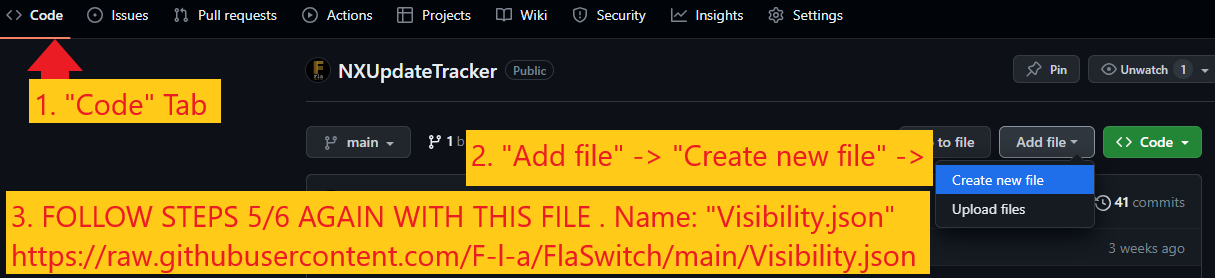 Code Issues Pull requests Actions Projects Wiki Security Insights Settings
NXUpdateTracker Public Pin Unwatch 1
1. "Code" Tab
main 1 to file Add file Code
2. "Add file" -> "Create new file" ->
Create new file
Upload files
41 commits
3. FOLLOW STEPS 5/6 AGAIN WITH THIS FILE . Name: "Visibility.json"
https://raw.githubusercontent.com/F-l-a/FlaSwitch/main/Visibility.json
3 weeks ago